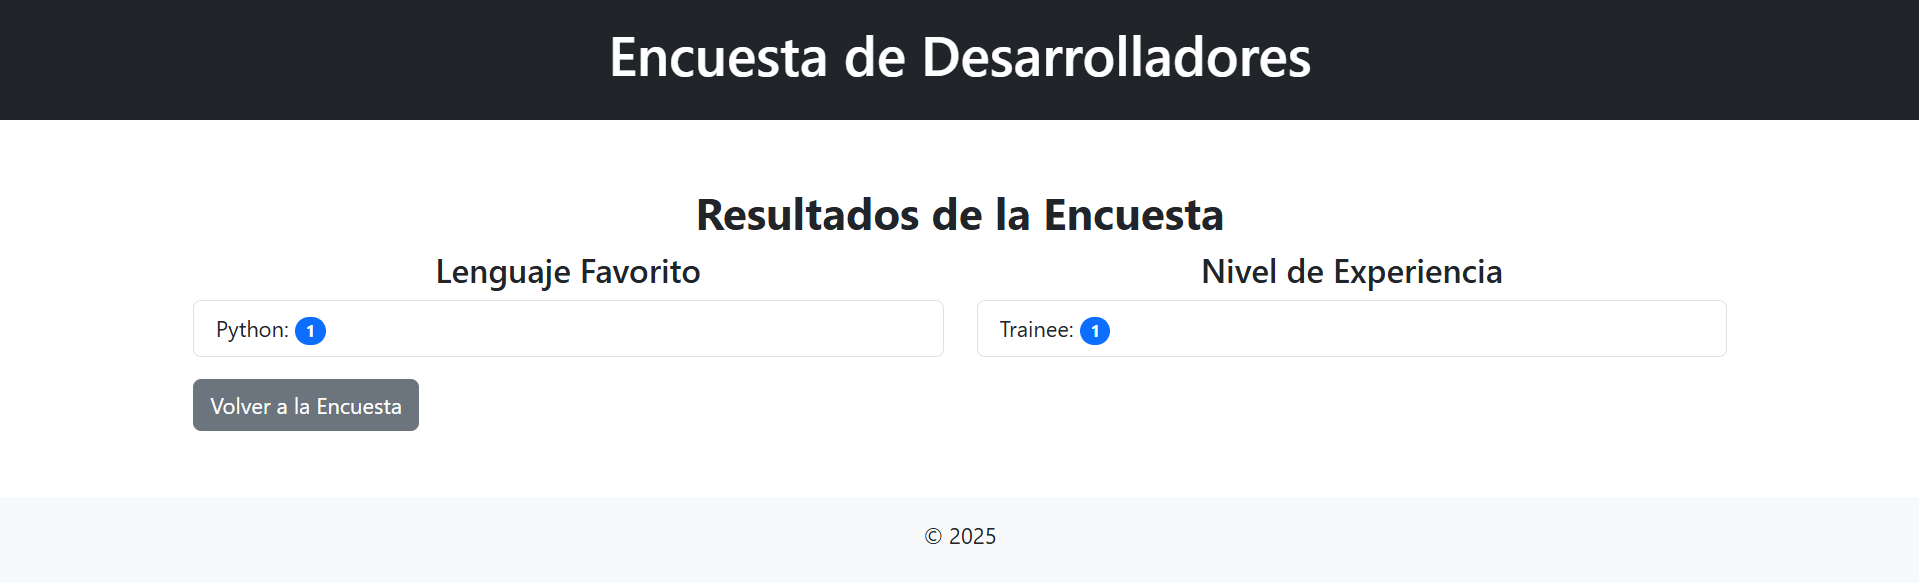 Encuesta de Desarrolladores
Resultados de la Encuesta
Lenguaje Favorito
Python: 1
Nivel de Experiencia
Trainee: 1
Volver a la Encuesta
© 2025